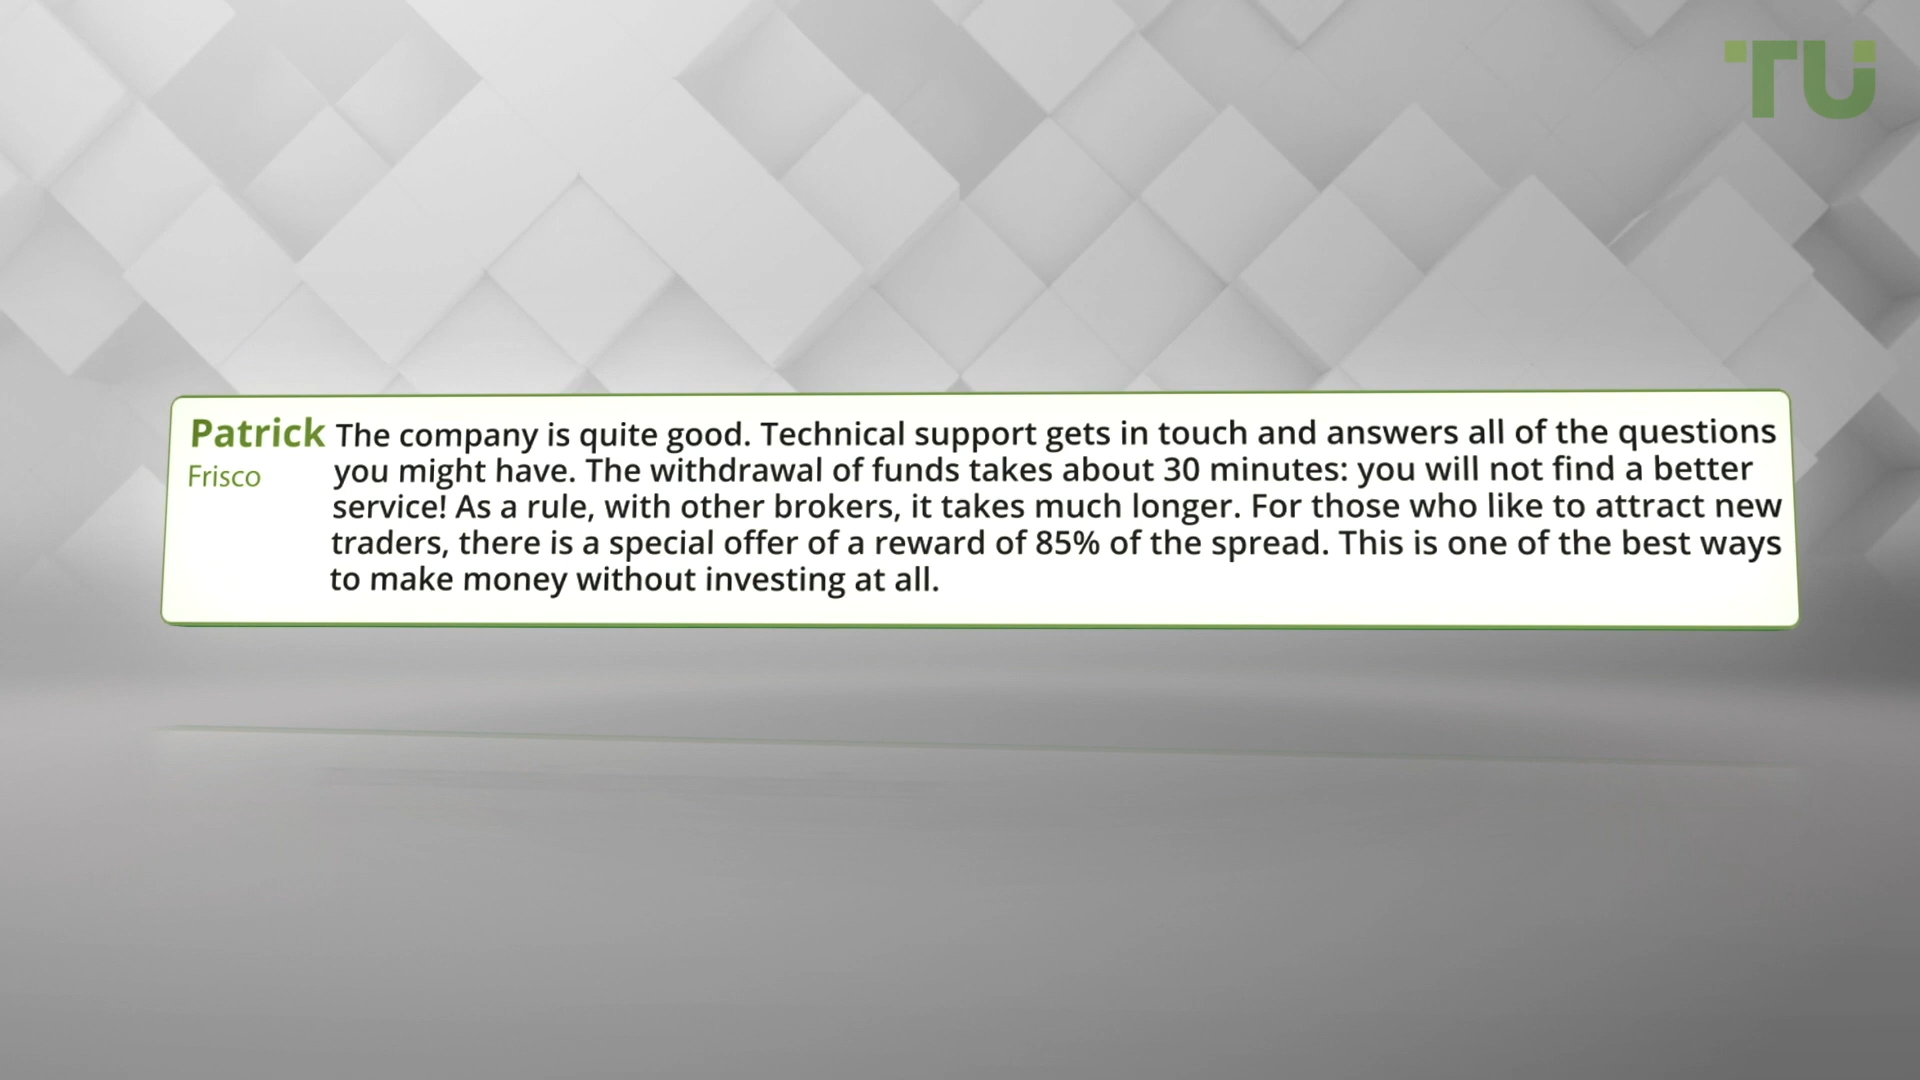 TU
Patrick The company is quite good. Technical support gets in touch and answers all of the questions
Frisco you might have. The withdrawal of funds takes about 30 minutes: you will not find a better
service! As a rule, with other brokers, it takes much longer. For those who like to attract new
traders, there is a special offer of a reward of 85% of the spread. This is one of the best ways
to make money without investing at all.